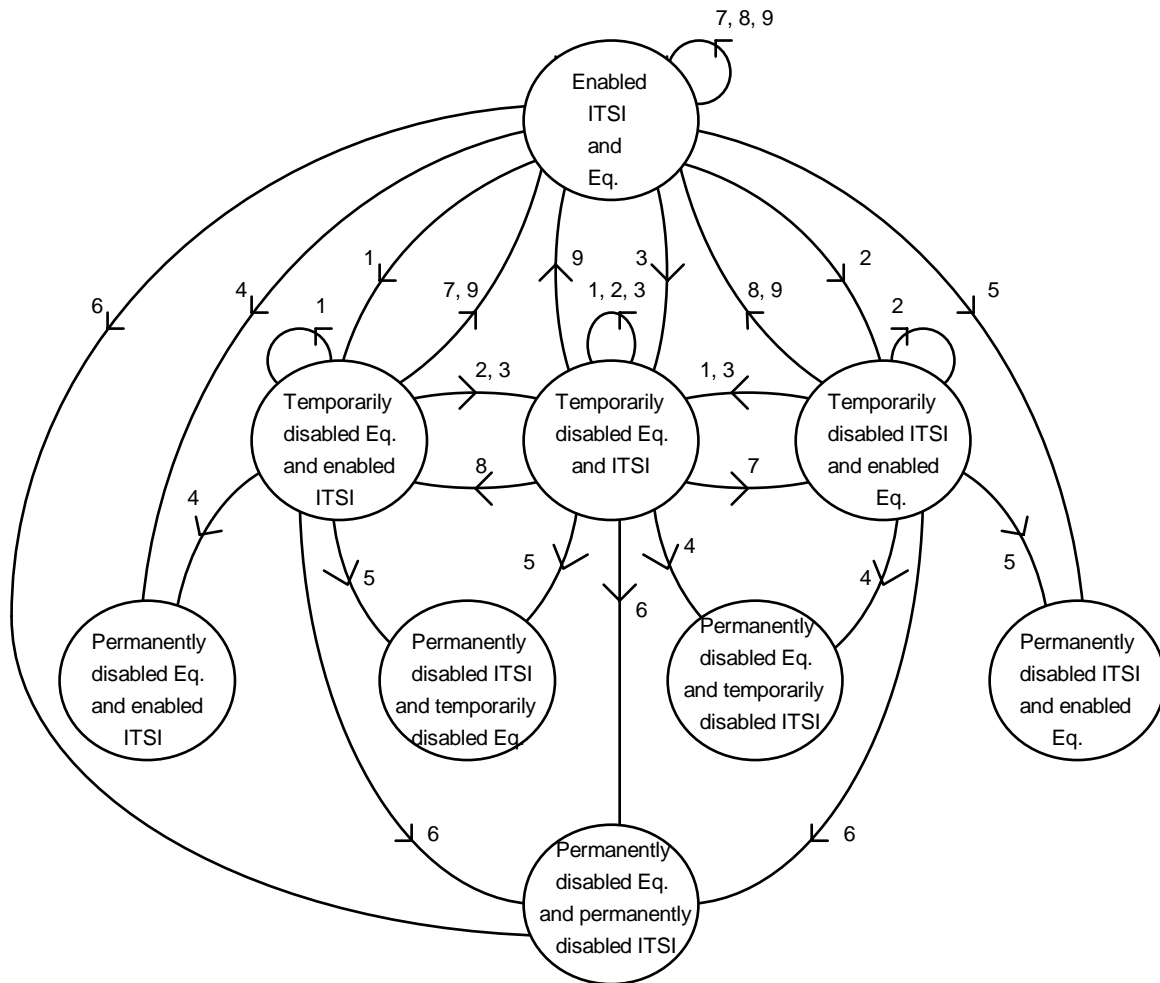 7, 8, 9
Enabled
ITSI
and
Eq.
1
9
3
2
6
4
7, 9
1, 2, 3
8, 9
5
1
2
2, 3
1, 3
Temporarily
disabled Eq.
and enabled
ITSI
Temporarily
disabled Eq.
and ITSI
Temporarily
disabled ITSI
and enabled
Eq.
8
7
4
5
5
4
4
5
6
Permanently
disabled Eq.
and enabled
ITSI
Permanently
disabled ITSI
and temporarily
disabled Eq.
Permanently
disabled Eq.
and temporarily
disabled ITSI
Permanently
disabled ITSI
and enabled
Eq.
6
6
Permanently
disabled Eq.
and permanently
disabled ITSI